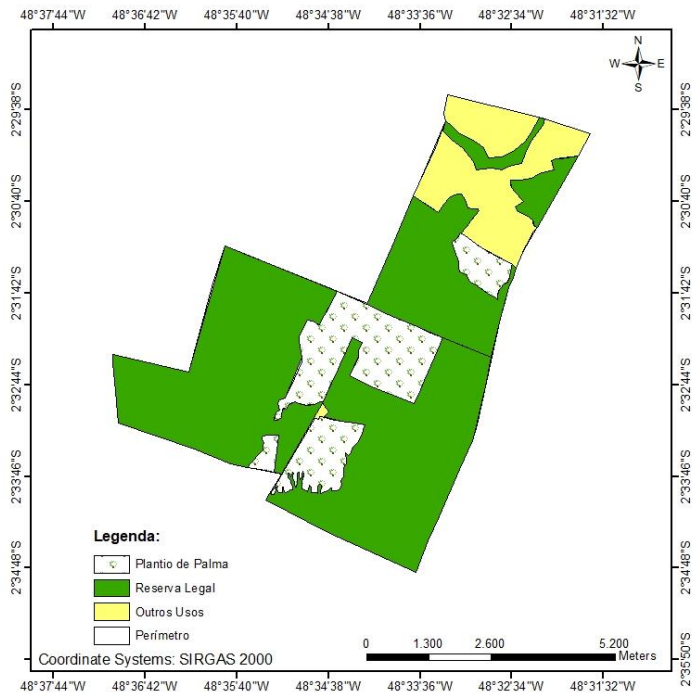 48°37'44"W 48°36'42"W 48°35'40"W 48°34'38"W 48°33'36"W 48°32'34"W 48°31'32"W
N
W E
S
2°29'38"S 2°29'38"S
2°30'40"S 2°30'40"S
2°31'42"S 2°31'42"S
2°32'44"S 2°32'44"S
2°33'46"S 2°33'46"S
2°34'48"S 2°34'48"S
2°35'50"S
Legenda:
Plantio de Palma
Reserva Legal
Outros Usos
Perímetro
Coordinate Systems: SIRGAS 2000
0 1.300 2.600 5.200
Meters
48°37'44"W 48°36'42"W 48°35'40"W 48°34'38"W 48°33'36"W 48°32'34"W 48°31'32"W